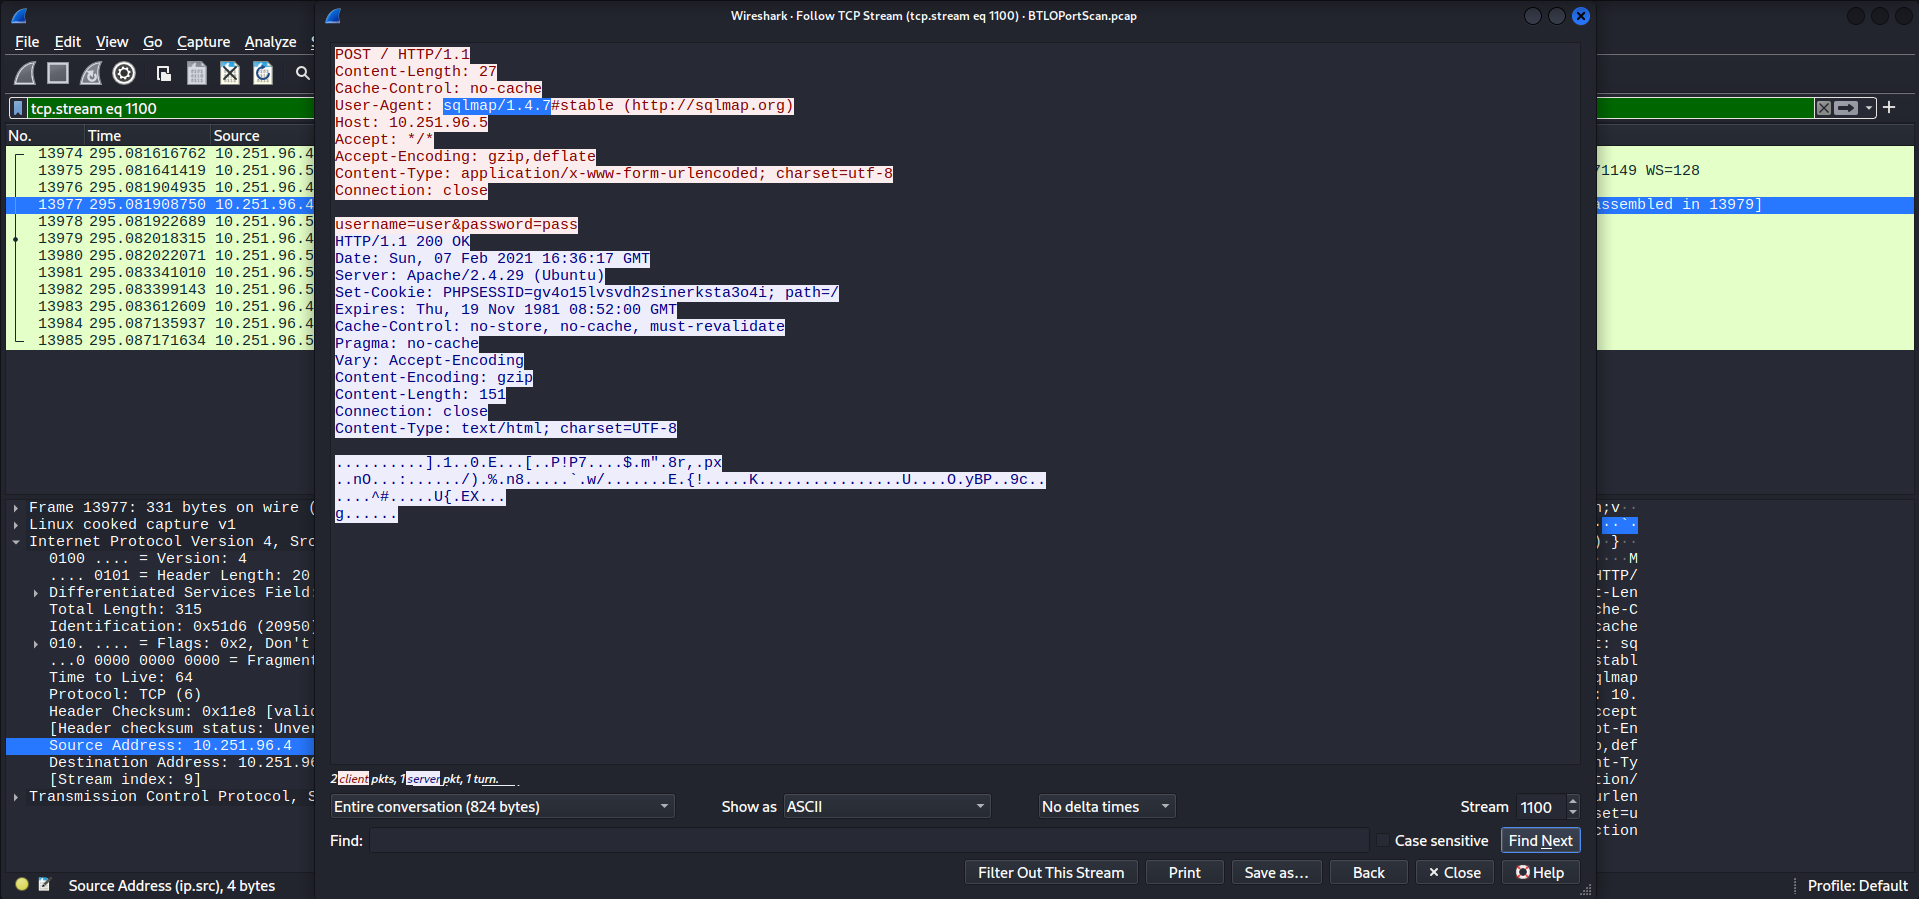 Wireshark · Follow TCP Stream (tcp.stream eq 1100) · BTLOPortScan.pcap
File Edit View Go Capture Analyze
tcp.stream eq 1100
No. Time Source
13974 295.081616762 10.251.96.4
13975 295.081641419 10.251.96.5
13976 295.081904935 10.251.96.4
13977 295.081908750 10.251.96.4
13978 295.081922689 10.251.96.5
13979 295.082018315 10.251.96.4
13980 295.082022071 10.251.96.5
13981 295.083341010 10.251.96.5
13982 295.083399143 10.251.96.5
13983 295.083612609 10.251.96.4
13984 295.087135937 10.251.96.4
13985 295.087171634 10.251.96.5
71149 WS=128
assembled in 13979]
POST / HTTP/1.1
Content-Length: 27
Cache-Control: no-cache
User-Agent: sqlmap/1.4.7#stable (http://sqlmap.org)
Host: 10.251.96.5
Accept: */*
Accept-Encoding: gzip,deflate
Content-Type: application/x-www-form-urlencoded; charset=utf-8
Connection: close
username=user&password=pass
HTTP/1.1 200 OK
Date: Sun, 07 Feb 2021 16:36:17 GMT
Server: Apache/2.4.29 (Ubuntu)
Set-Cookie: PHPSESSID=gv4o15lvsvdh2sinerksta3o4i; path=/
Expires: Thu, 19 Nov 1981 08:52:00 GMT
Cache-Control: no-store, no-cache, must-revalidate
Pragma: no-cache
Vary: Accept-Encoding
Content-Encoding: gzip
Content-Length: 151
Connection: close
Content-Type: text/html; charset=UTF-8
..........].1..0.E...[..P!P7....$.m".8r,.px
..nO...:....../).%.n8.....`.w/.......E.{!.....K................U....O.yBP..9c..
....^#.....U{.EX...
g......
Frame 13977: 331 bytes on wire (
Linux cooked capture v1
Internet Protocol Version 4, Src
0100 .... = Version: 4
.... 0101 = Header Length: 20
Differentiated Services Field:
Total Length: 315
Identification: 0x51d6 (20950)
010. .... = Flags: 0x2, Don't
...0 0000 0000 0000 = Fragment
Time to Live: 64
Protocol: TCP (6)
Header Checksum: 0x11e8 [valid
[Header checksum status: Unver
Source Address: 10.251.96.4
Destination Address: 10.251.96
[Stream index: 9]
Transmission Control Protocol, S
n;v··
···`·
)·}··
····M
HTTP/
t-Len
che-C
cache
t: sq
stabl
qlmap
: 10.
ccept
pt-En
p,def
nt-Ty
tion/
urlen
set=u
ction
2 client pkts, 1 server pkt, 1 turn.
Entire conversation (824 bytes) Show as ASCII No delta times Stream 1100
Find: Case sensitive Find Next
Filter Out This Stream Print Save as… Back × Close Help
Source Address (ip.src), 4 bytes Profile: Default